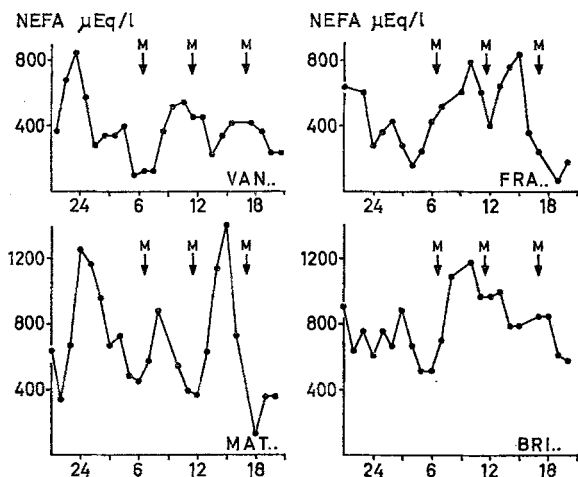 NEFA µEq/l NEFA µEq/l
M M M M M M
800 800
400 400
VAN.. FRA..
24 6 12 18 24 6 12 18
M M M M M M
1200 1200
800 800
400 400
MAT.. BRI..
24 6 12 18 24 6 12 18